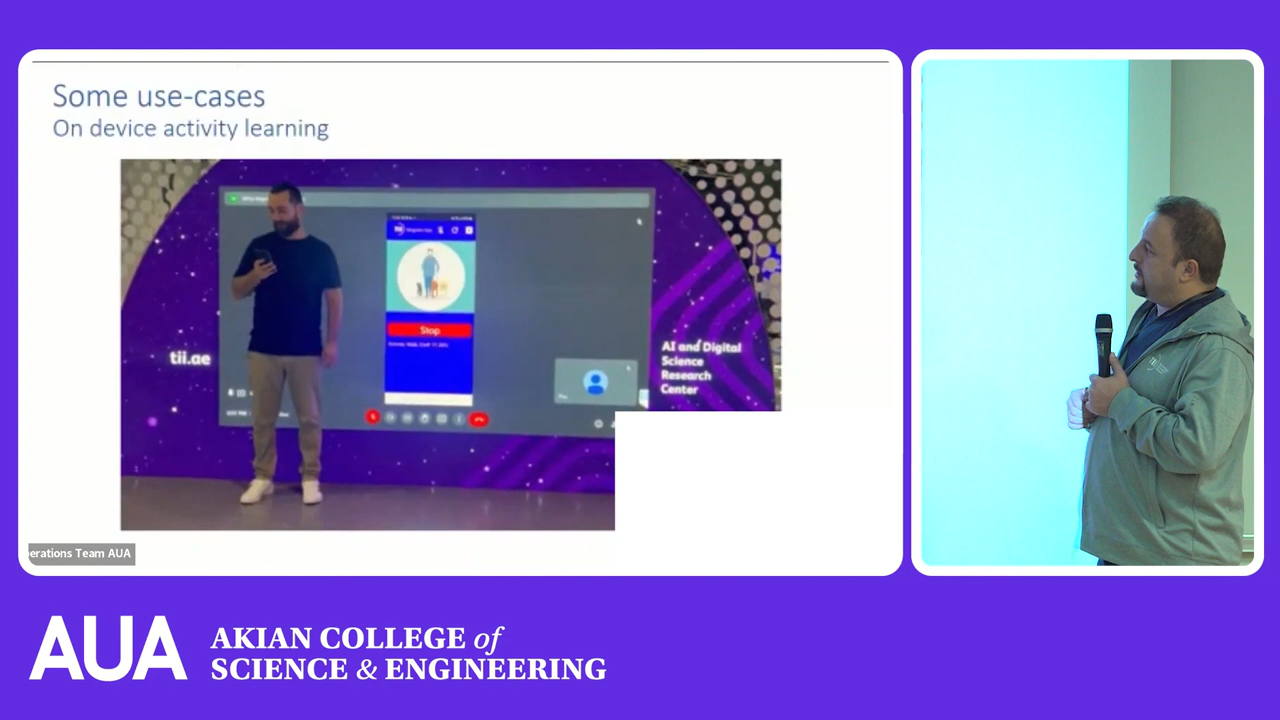 Some use-cases
On device activity learning
tii.ae
Stop
AI and Digital
Science
Research
Center
erations Team AUA
AUA
AKIAN COLLEGE of
SCIENCE & ENGINEERING